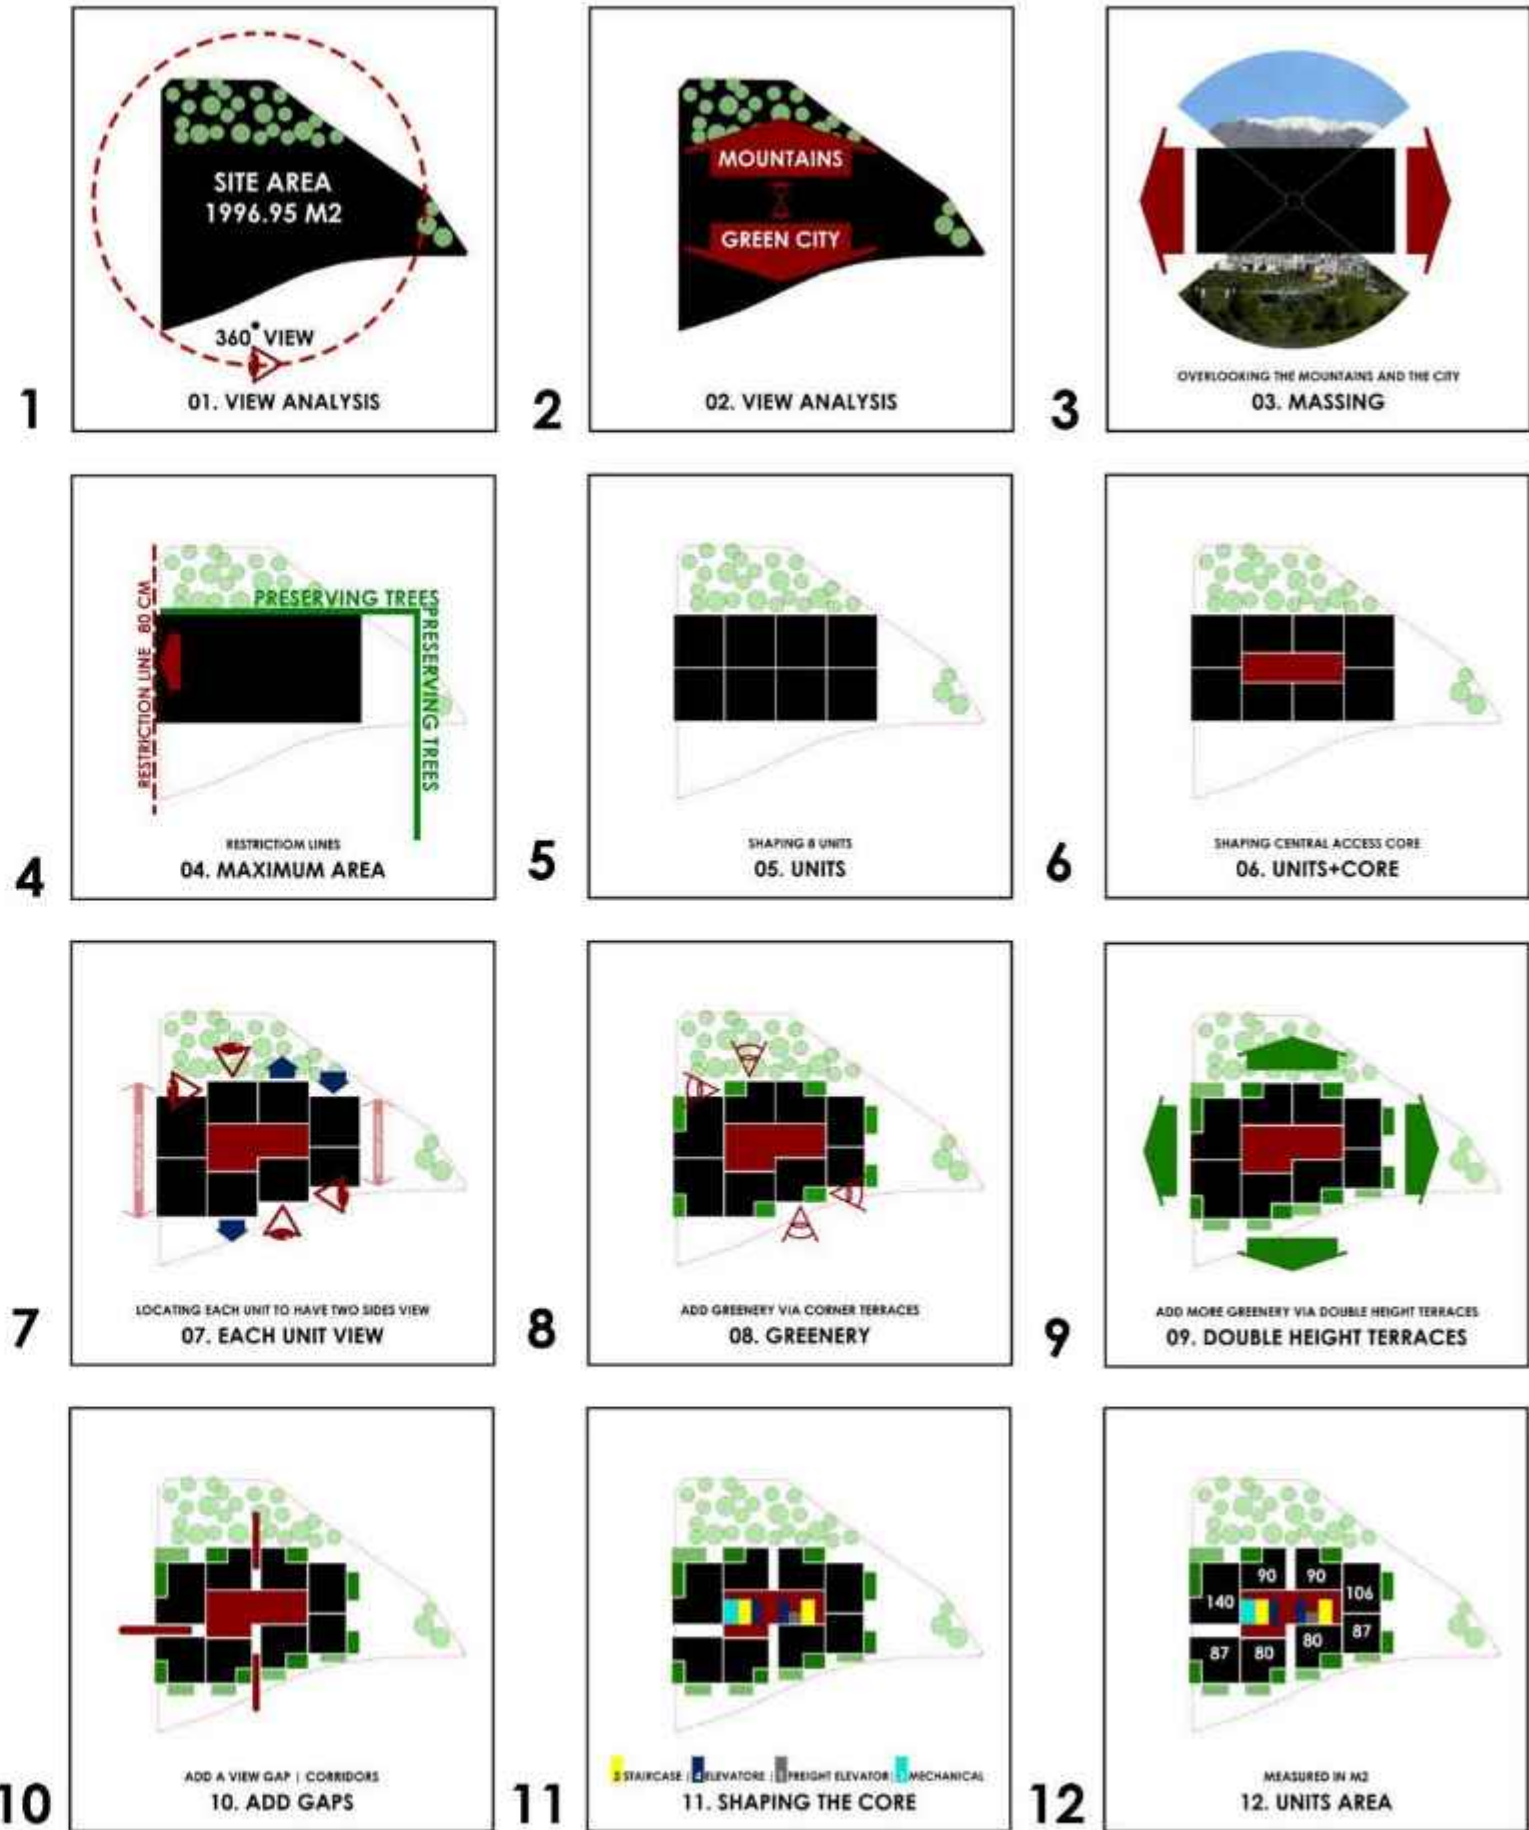 SITE AREA
1996.95 M2
360° VIEW
1
01. VIEW ANALYSIS
MOUNTAINS
GREEN CITY
2
02. VIEW ANALYSIS
OVERLOOKING THE MOUNTAINS AND THE CITY
3
03. MASSING
RESTRICTION LINE 80 CM
PRESERVING TREES
PRESERVING TREES
RESTRICTIOM LINES
4
04. MAXIMUM AREA
SHAPING 8 UNITS
5
05. UNITS
SHAPING CENTRAL ACCESS CORE
6
06. UNITS+CORE
LOCATING EACH UNIT TO HAVE TWO SIDES VIEW
7
07. EACH UNIT VIEW
ADD GREENERY VIA CORNER TERRACES
8
08. GREENERY
ADD MORE GREENERY VIA DOUBLE HEIGHT TERRACES
9
09. DOUBLE HEIGHT TERRACES
ADD A VIEW GAP | CORRIDORS
10
10. ADD GAPS
STAIRCASE | 4 ELEVATORE | FREIGHT ELEVATOR | MECHANICAL
11
11. SHAPING THE CORE
90 90
140 106
87 80 80 87
MEASURED IN M2
12
12. UNITS AREA